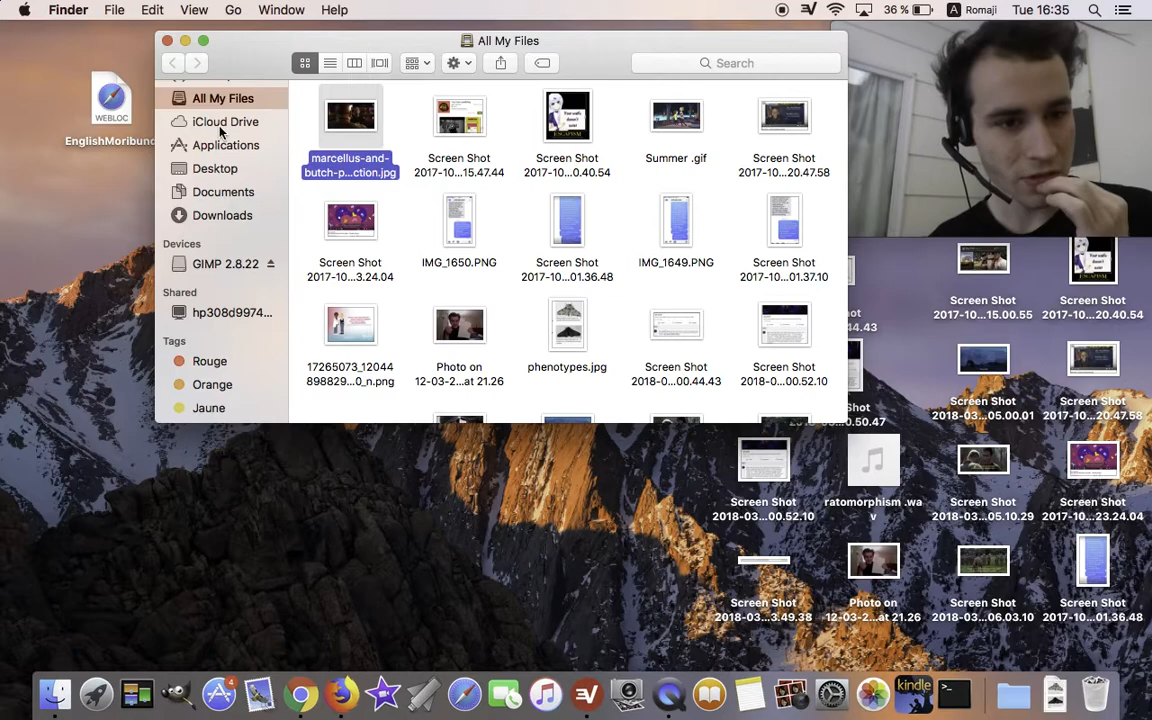 Finder File Edit View Go Window Help
36 % A Romaji Tue 16:35
All My Files
Search
All My Files
iCloud Drive
Applications
Desktop
Documents
Downloads
Devices
GIMP 2.8.22
Shared
hp308d9974...
Tags
Rouge
Orange
Jaune
marcellus-and-
butch-p...ction.jpg
Screen Shot
2017-10...15.47.44
Screen Shot
2017-10...0.40.54
Summer .gif
Screen Shot
2017-10...20.47.58
Screen Shot
2017-10...3.24.04
IMG_1650.PNG
Screen Shot
2017-10...01.36.48
IMG_1649.PNG
Screen Shot
2017-10...01.37.10
17265073_12044
898829...0_n.png
Photo on
12-03-2...at 21.26
phenotypes.jpg
Screen Shot
2018-0...00.44.43
Screen Shot
2018-0...00.52.10
WEBLOC
EnglishMoribun
Screen Shot
2017-10...15.00.55
Screen Shot
2017-10...20.40.54
Screen Shot
2018-03...05.00.01
Screen Shot
2017-10...20.47.58
Screen Shot
2018-03...00.52.10
ratomorphism .wa
v
Screen Shot
2018-03...05.10.29
Screen Shot
2017-10...23.24.04
Screen Shot
2018-03...3.49.38
Photo on
12-03-2...at 21.26
Screen Shot
2018-03...06.03.10
Screen Shot
2017-10...01.36.48
4
kindle